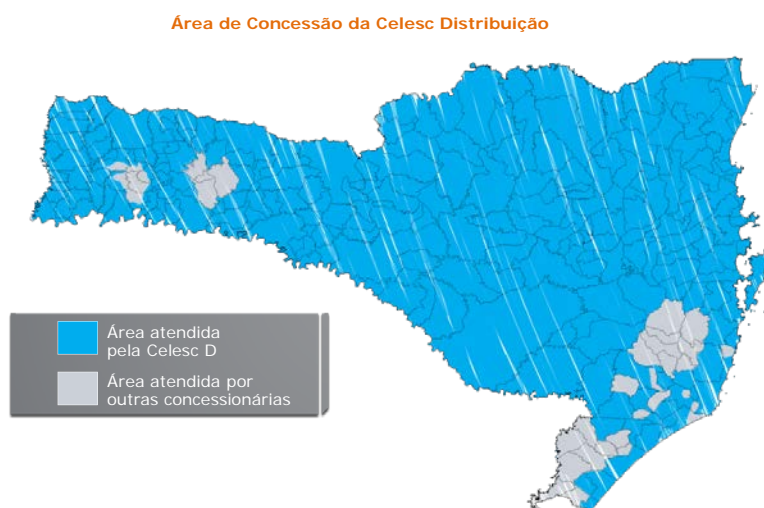 Área de Concessão da Celesc Distribuição
Área atendida
pela Celesc D
Área atendida por
outras concessionárias